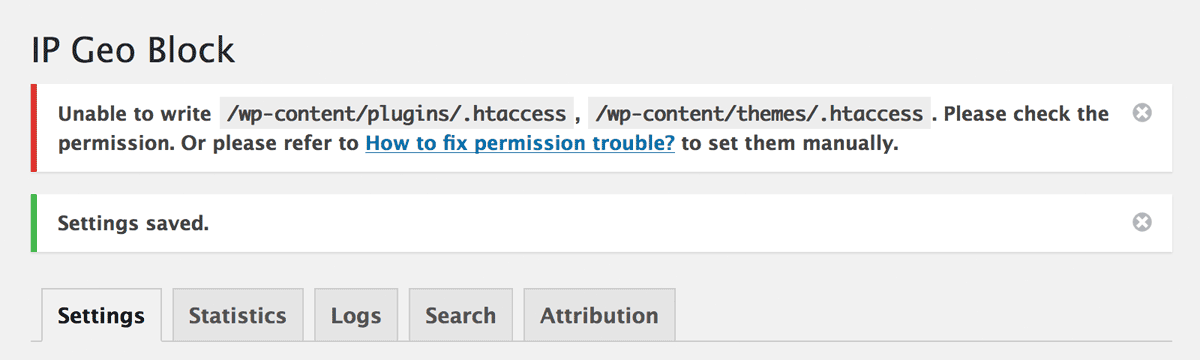 IP Geo Block
Unable to write /wp-content/plugins/.htaccess, /wp-content/themes/.htaccess. Please check the
permission. Or please refer to How to fix permission trouble? to set them manually.
Settings saved.
Settings Statistics Logs Search Attribution